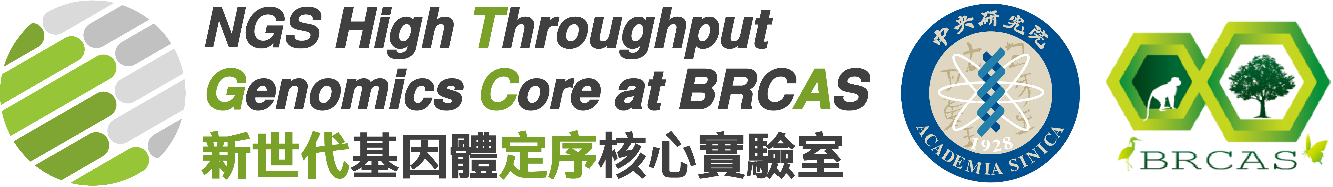 NGS High Throughput
Genomics Core at BRCAS
新世代基因體定序核心實驗室
中央研究院
1928
ACADEMIA SINICA
BRCAS